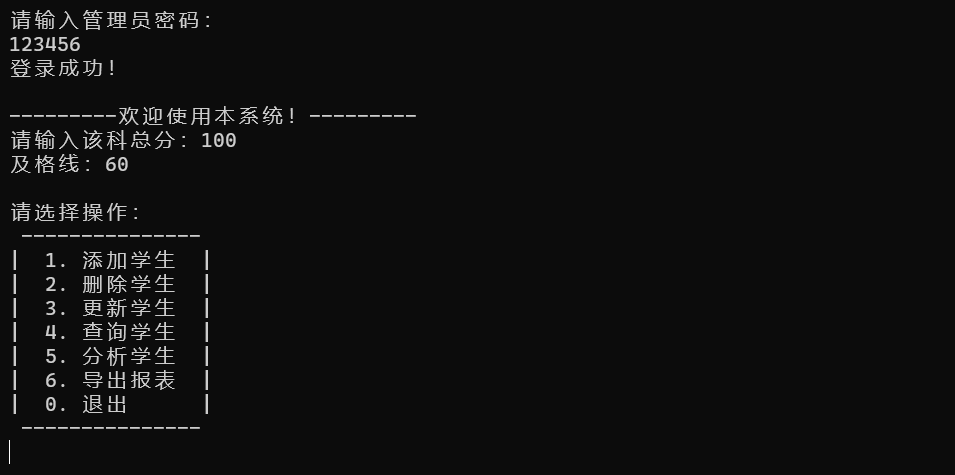 请输入管理员密码:
123456
登录成功!
---------欢迎使用本系统! ---------
请输入该科总分: 100
及格线: 60
请选择操作:
 ---------------
|  1. 添加学生  |
|  2. 删除学生  |
|  3. 更新学生  |
|  4. 查询学生  |
|  5. 分析学生  |
|  6. 导出报表  |
|  0. 退出      |
 ---------------